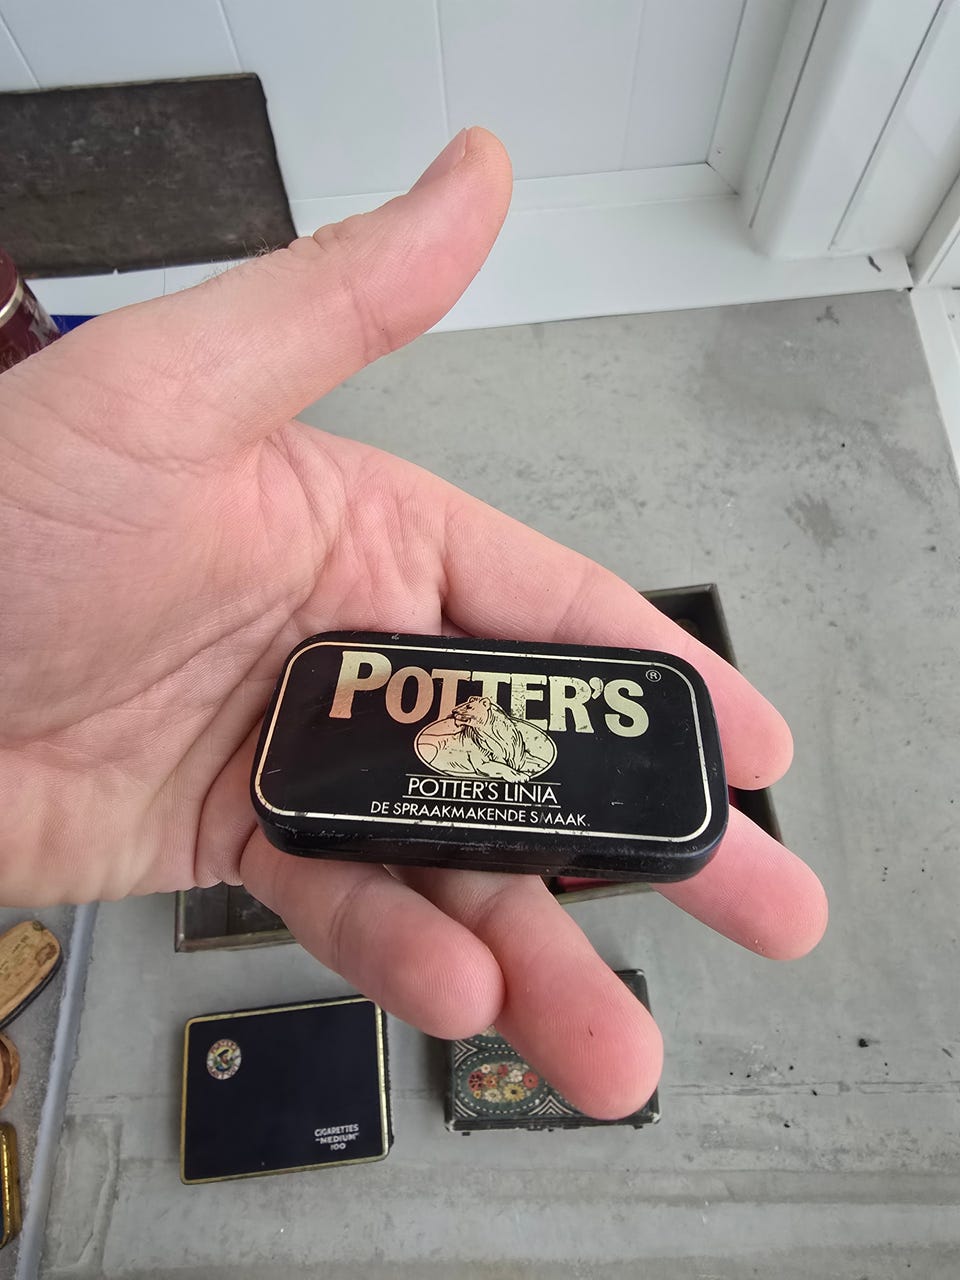 POTTER'S ®
POTTER'S LINIA
DE SPRAAKMAKENDE SMAAK.
CIGARETTES
"MEDIUM"
100